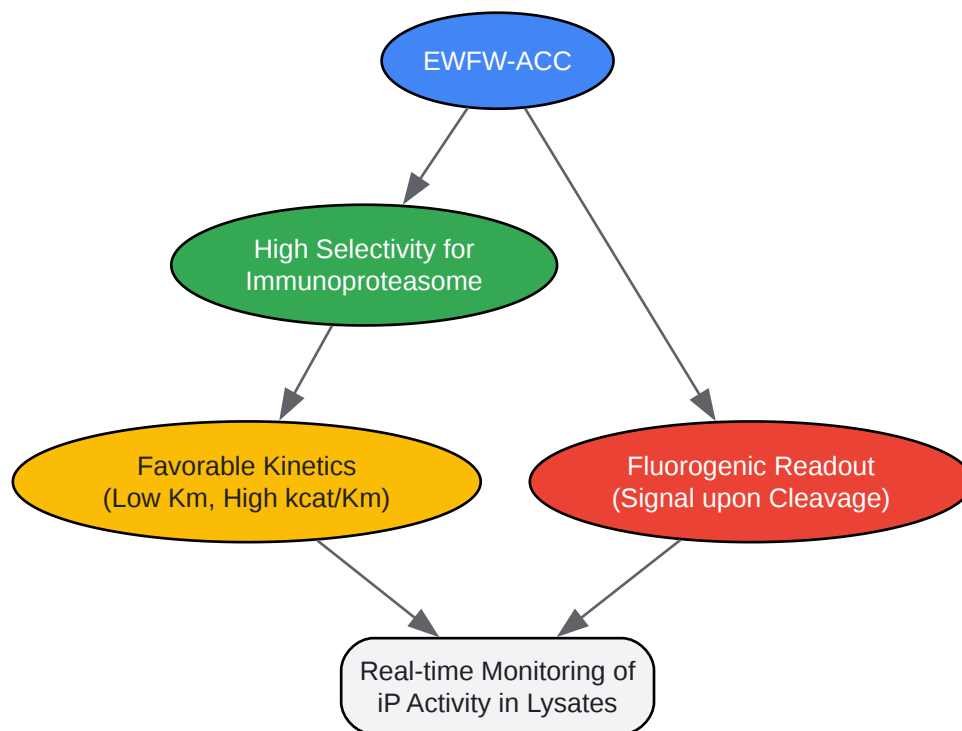 EWFW-ACC
High Selectivity for
Immunoproteasome
Favorable Kinetics
(Low Km, High kcat/Km)
Fluorogenic Readout
(Signal upon Cleavage)
Real-time Monitoring of
iP Activity in Lysates